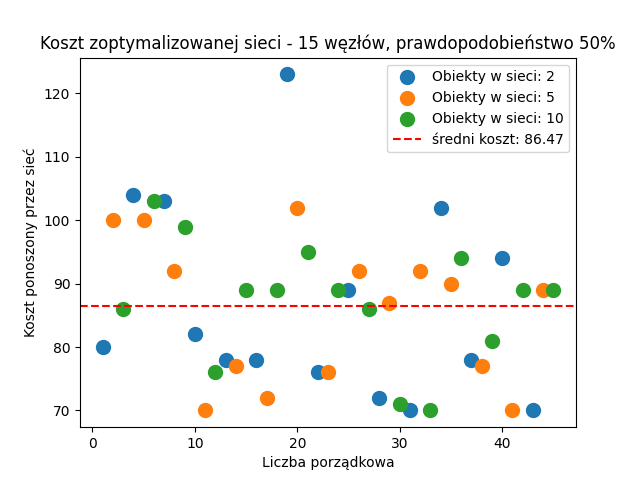 Koszt zoptymalizowanej sieci - 15 węzłów, prawdopodobieństwo 50%
Obiekty w sieci: 2
Obiekty w sieci: 5
Obiekty w sieci: 10
średni koszt: 86.47
Koszt ponoszony przez sieć
120
110
100
90
80
70
0 10 20 30 40
Liczba porządkowa